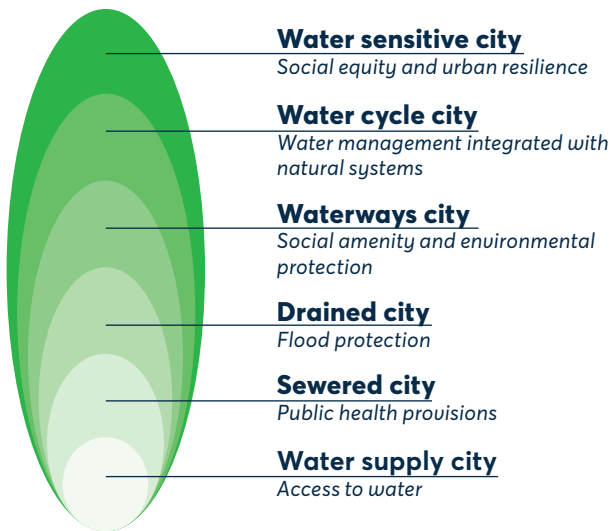 Water sensitive city
Social equity and urban resilience
Water cycle city
Water management integrated with
natural systems
Waterways city
Social amenity and environmental
protection
Drained city
Flood protection
Sewered city
Public health provisions
Water supply city
Access to water